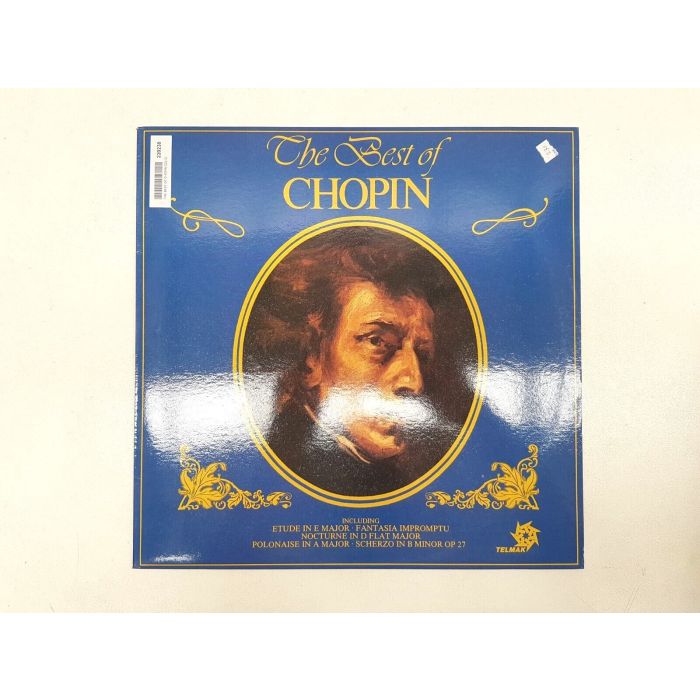 The Best of
CHOPIN
229238
INCLUDING
ETUDE IN E MAJOR · FANTASIA IMPROMPTU
NOCTURNE IN D FLAT MAJOR
POLONAISE IN A MAJOR · SCHERZO IN B MINOR OP 27
TELMAK